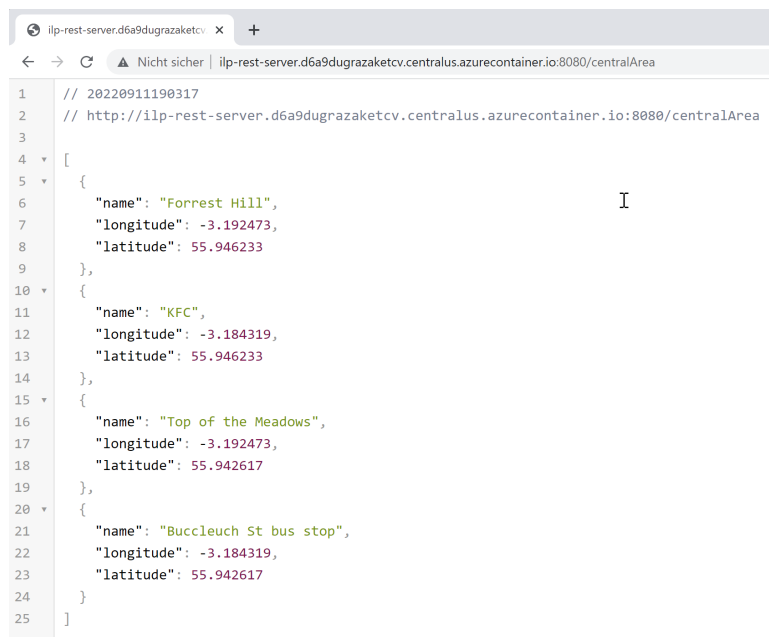 ilp-rest-server.d6a9dugrazaketcv
Nicht sicher | ilp-rest-server.d6a9dugrazaketcv.centralus.azurecontainer.io:8080/centralArea
1 // 20220911190317
2 // http://ilp-rest-server.d6a9dugrazaketcv.centralus.azurecontainer.io:8080/centralArea
3
4 [
5 {
6 "name": "Forrest Hill",
7 "longitude": -3.192473,
8 "latitude": 55.946233
9 },
10 {
11 "name": "KFC",
12 "longitude": -3.184319,
13 "latitude": 55.946233
14 },
15 {
16 "name": "Top of the Meadows",
17 "longitude": -3.192473,
18 "latitude": 55.942617
19 },
20 {
21 "name": "Buccleuch St bus stop",
22 "longitude": -3.184319,
23 "latitude": 55.942617
24 }
25 ]